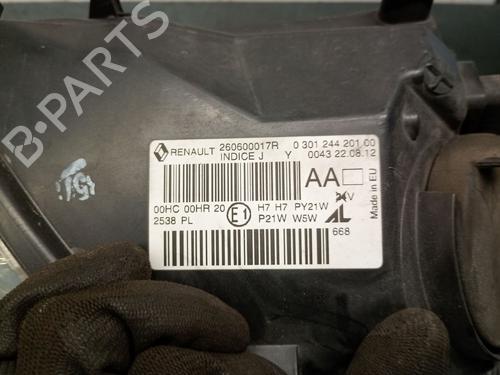 RENAULT 260600017R 0 301 244 201 00
INDICE J Y 0043 22.08.12
AA
Made in EU
00HC 00HR 20 E1 H7 H7 PY21W
2538 PL P21W W5W AL
668
B-PARTS